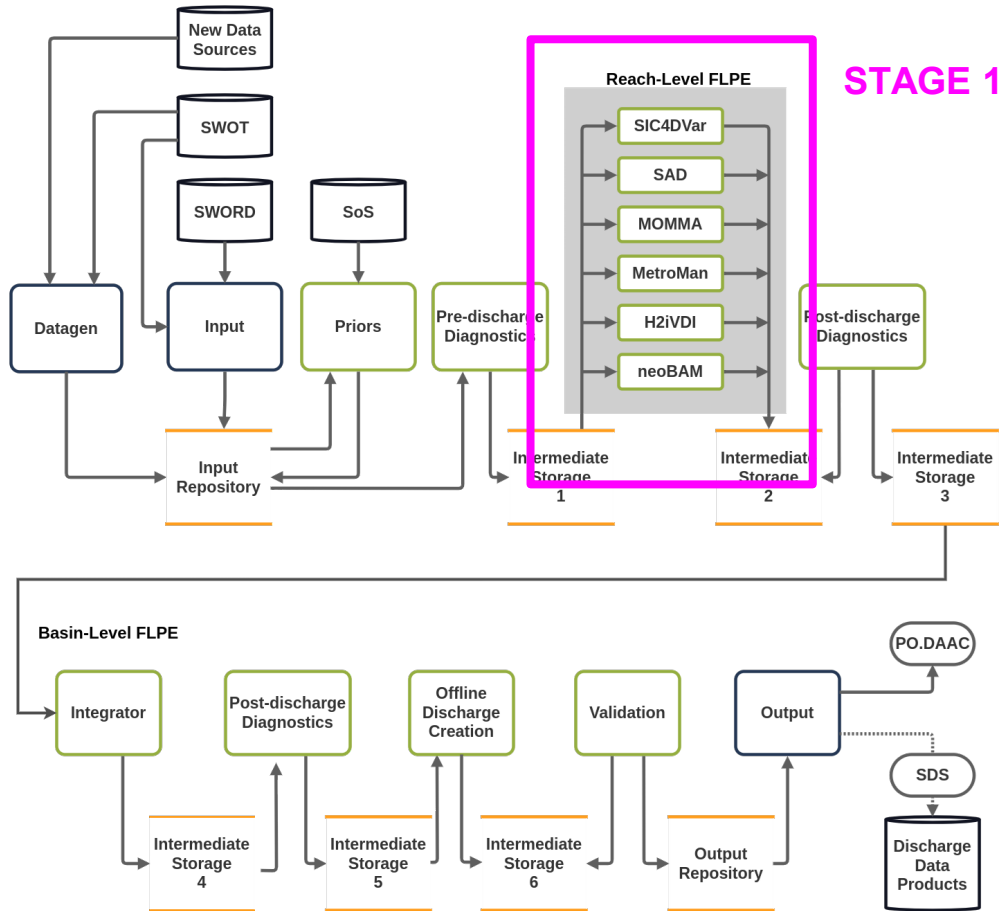 New Data
Sources
SWOT
SWORD
SoS
Reach-Level FLPE
STAGE 1
SIC4DVar
SAD
MOMMA
MetroMan
H2iVDI
neoBAM
Datagen
Input
Priors
Pre-discharge
Diagnostics
Post-discharge
Diagnostics
Input
Repository
Intermediate
Storage
1
Intermediate
Storage
2
Intermediate
Storage
3
Basin-Level FLPE
Integrator
Post-discharge
Diagnostics
Offline
Discharge
Creation
Validation
Output
PO.DAAC
SDS
Intermediate
Storage
4
Intermediate
Storage
5
Intermediate
Storage
6
Output
Repository
Discharge
Data
Products